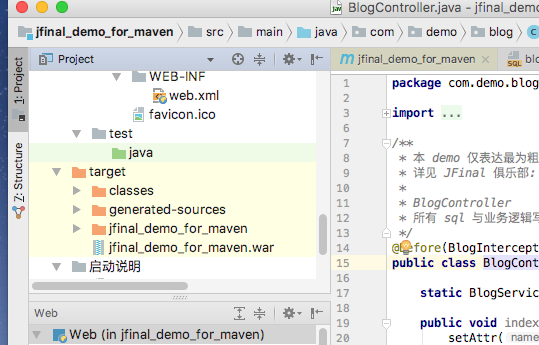 BlogController.java - jfinal_demo
jfinal_demo_for_maven
src
main
java
com
demo
blog
1: Project
Z: Structure
Project
WEB-INF
web.xml
favicon.ico
test
java
target
classes
generated-sources
jfinal_demo_for_maven
jfinal_demo_for_maven.war
启动说明
Web
Web (in jfinal_demo_for_maven)
jfinal_demo_for_maven
SQL
1 package com.demo.blog
2
3 import ...
6
7 /**
8 * 本 demo 仅表达最为粗
9 * 详见 JFinal 俱乐部:
10 *
11 * BlogController
12 * 所有 sql 与业务逻辑写
13 */
14 @Before(BlogIntercept
15 public class BlogCont
16
17 static BlogServic
18
19 public void index
20 setAttr( name